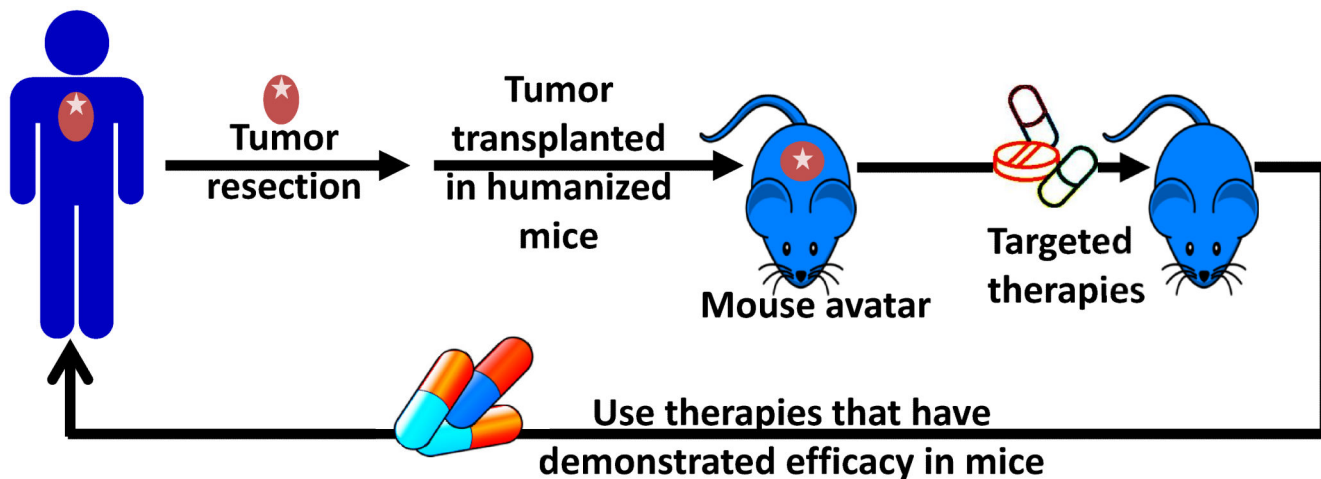 Tumor
resection
Tumor
transplanted
in humanized
mice
Mouse avatar
Targeted
therapies
Use therapies that have
demonstrated efficacy in mice